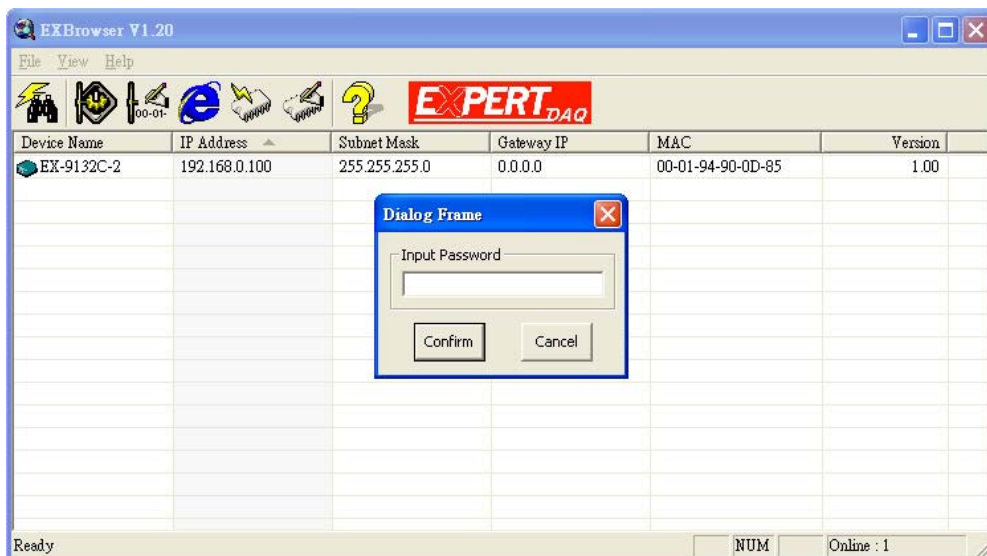 EXBrowser V1.20
File View Help
00-01-
EXPERT DAQ
Device Name IP Address Subnet Mask Gateway IP MAC Version
EX-9132C-2 192.168.0.100 255.255.255.0 0.0.0.0 00-01-94-90-0D-85 1.00
Dialog Frame
Input Password
Confirm Cancel
Ready NUM Online : 1